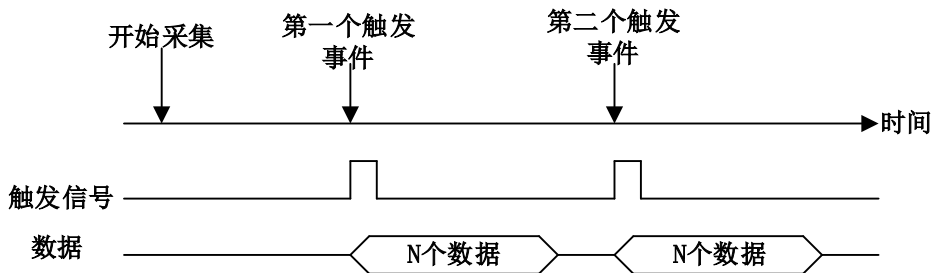 开始采集
第一个触发
事件
第二个触发
事件
时间
触发信号
数据
N个数据
N个数据